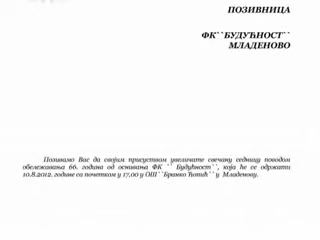 ПОЗИВНИЦА
ФК``БУДУЋНОСТ``
МЛАДЕНОВО
Позивамо Вас да својим присуством увеличате свечану седницу поводом
обележавања 66. година од оснивања ФК `` Будућност``, која ће се одржати
10.8.2012. године са почетком у 17,00 у ОШ``Бранко Ћопић``у Младенову.